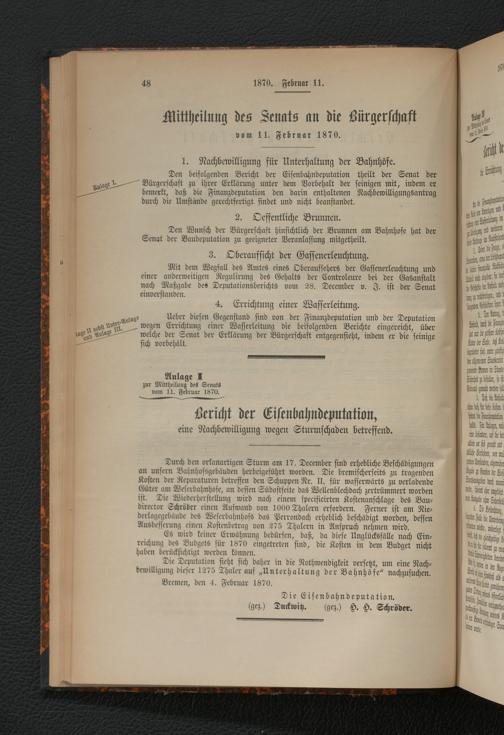 48
1870. Februar 11.
Mittheilung des Senats an die Bürgerschaft
vom 11. Februar 1870.
1. Nachbewilligung für Unterhaltung der Bahnhöfe.
Anlage I.
Den beifolgenden Bericht der Eisenbahndeputation theilt der Senat der
Bürgerschaft zu ihrer Erklärung unter dem Vorbehalt der seinigen mit, indem er
bemerkt, daß die Finanzdeputation den darin enthaltenen Nachbewilligungsantrag
durch die Umstände gerechtfertigt findet und nicht beanstandet.
2. Oeffentliche Brunnen.
Den Wunsch der Bürgerschaft hinsichtlich der Brunnen am Bahnhofe hat der
Senat der Baudeputation zu geeigneter Veranlassung mitgetheilt.
3. Oberaufsicht der Gassenerleuchtung.
Mit dem Wegfall des Amtes eines Oberaufsehers der Gassenerleuchtung und
einer anderweitigen Regulirung des Gehalts der Controleure bei der Gasanstalt
nach Maßgabe des Deputationsberichts vom 28. December v. J. ist der Senat
einverstanden.
4. Errichtung einer Wasserleitung.
Anlage II nebst Unter-Anlage
und Anlage III.
Ueber diesen Gegenstand sind von der Finanzdeputation und der Deputation
wegen Errichtung einer Wasserleitung die beifolgenden Berichte eingereicht, über
welche der Senat der Erklärung der Bürgerschaft entgegensieht, indem er die seinige
sich vorbehält.
Anlage I
zur Mittheilung des Senats
vom 11. Februar 1870.
Bericht der Eisenbahndeputation,
eine Nachbewilligung wegen Sturmschaden betreffend.
Durch den orkanartigen Sturm am 17. December sind erhebliche Beschädigungen
an unsern Bahnhofsgebäuden herbeigeführt worden. Die bremischerseits zu tragenden
Kosten der Reparaturen betreffen den Schuppen Nr. II, für wasserwärts zu verladende
Güter am Weserbahnhofe, an dessen Südostseite das Wellenblechdach zertrümmert worden
ist. Die Wiederherstellung wird nach einem specificirten Kostenanschlage des Bau-
director Schröder einen Aufwand von 1000 Thalern erfordern. Ferner ist am Nie-
derlagegebäude des Weserbahnhofs das Perrondach erheblich beschädigt worden, dessen
Ausbesserung einen Kostenbetrag von 275 Thalern in Anspruch nehmen wird.
Es wird keiner Erwähnung bedürfen, daß, da diese Unglücksfälle nach Ein-
reichung des Budgets für 1870 eingetreten sind, die Kosten in dem Budget nicht
haben berücksichtigt werden können.
Die Deputation sieht sich daher in die Nothwendigkeit versetzt, um eine Nach-
bewilligung dieser 1275 Thaler auf „Unterhaltung der Bahnhöfe" nachzusuchen.
Bremen, den 4. Februar 1870.
Die Eisenbahndeputation.
(gez.) Duckwitz. (gez.) H. H. Schröder.